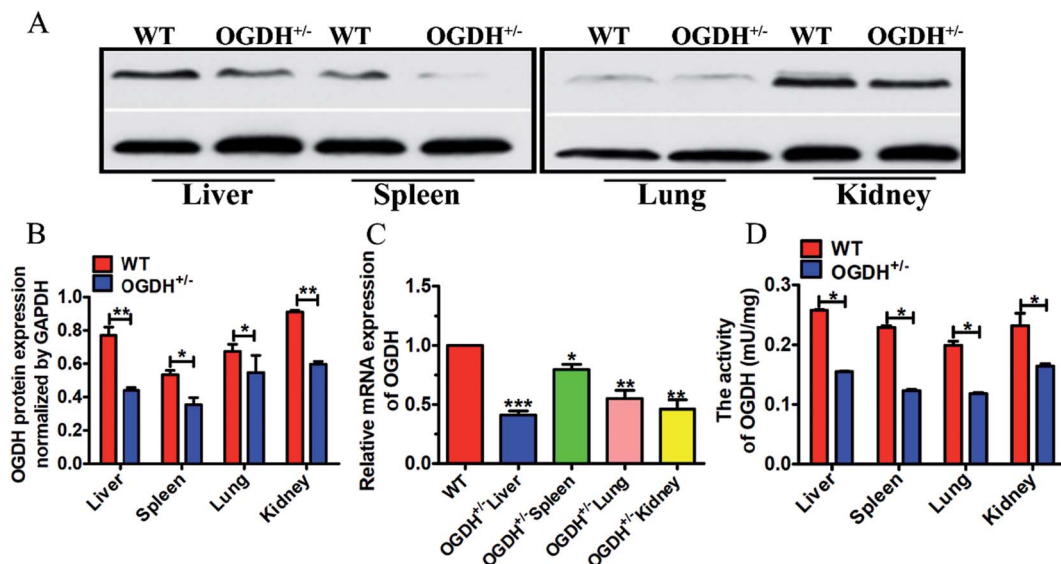 A
WT OGDH+/- WT OGDH+/- WT OGDH+/- WT OGDH+/-
Liver Spleen Lung Kidney
B
WT
OGDH+/-
OGDH protein expression
normalized by GAPDH
1.0
0.8
0.6
0.4
0.2
0.0
** * * **
Liver Spleen Lung Kidney
C
Relative mRNA expression
of OGDH
1.5
1.0
0.5
0.0
*** * ** **
WT OGDH+/-Liver OGDH+/-Spleen OGDH+/-Lung OGDH+/-Kidney
D
WT
OGDH+/-
The activity
of OGDH (mU/mg)
0.3
0.2
0.1
0.0
* * * *
Liver Spleen Lung Kidney